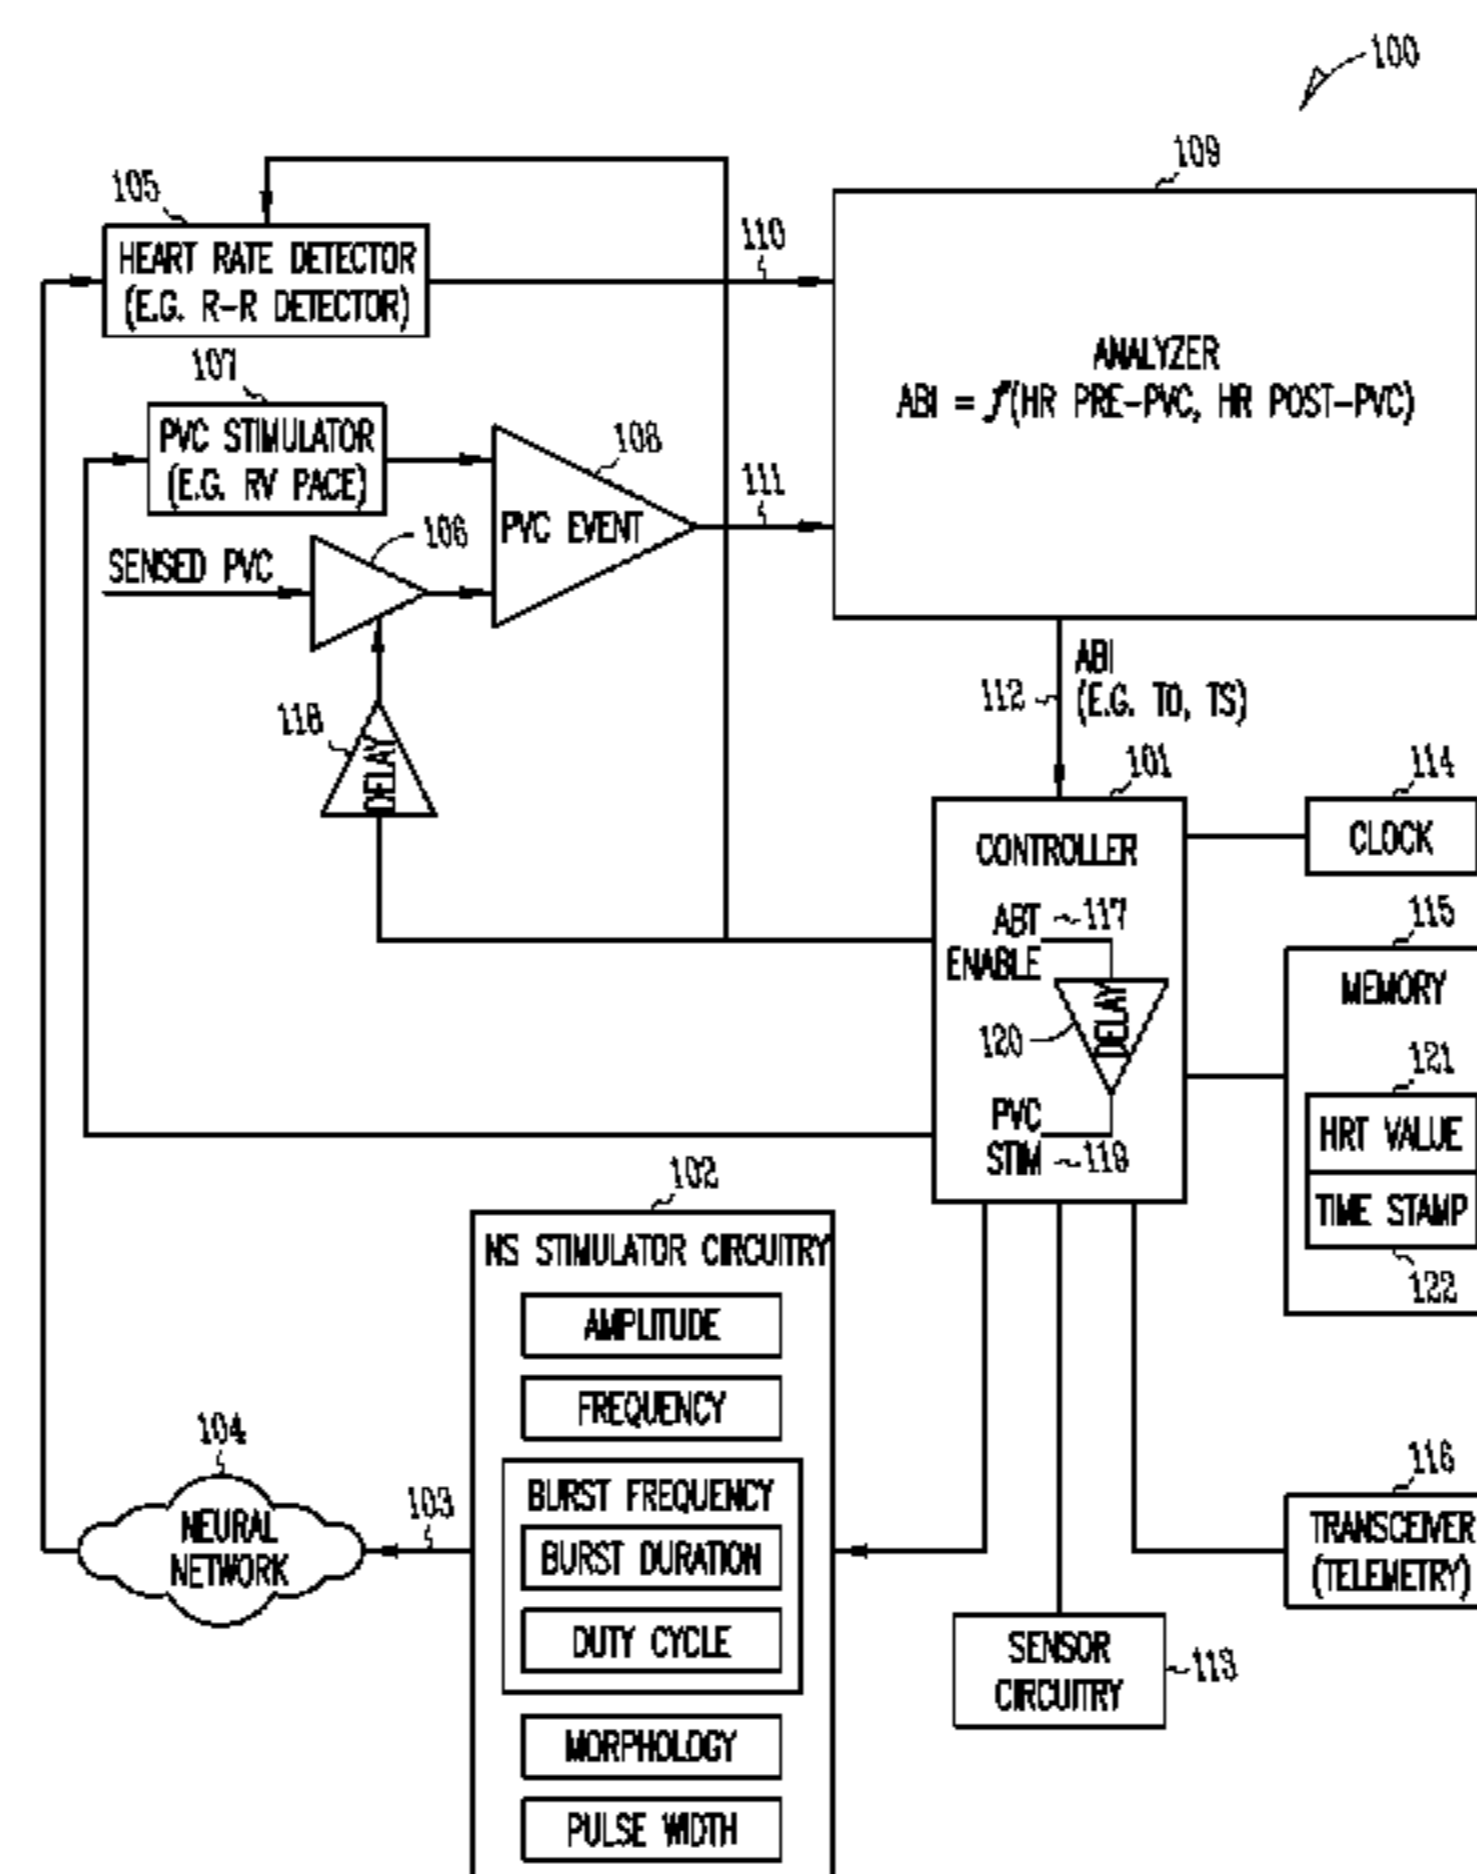 100
109
105
HEART RATE DETECTOR
(E.G. R-R DETECTOR)
110
ANALYZER
ABI = f(HR PRE-PVC, HR POST-PVC)
107
PVC STIMULATOR
(E.G. RV PACE)
108
PVC EVENT
111
106
SENSED PVC
118
DELAY
112
ABI
(E.G. TO, TS)
101
CONTROLLER
ABT
ENABLE
117
120
DELAY
PVC
STIM
119
114
CLOCK
115
MEMORY
121
HRT VALUE
TIME STAMP
122
102
NS STIMULATOR CIRCUITRY
AMPLITUDE
FREQUENCY
BURST FREQUENCY
BURST DURATION
DUTY CYCLE
MORPHOLOGY
PULSE WIDTH
104
NEURAL
NETWORK
103
116
TRANSCEIVER
(TELEMETRY)
SENSOR
CIRCUITRY
113